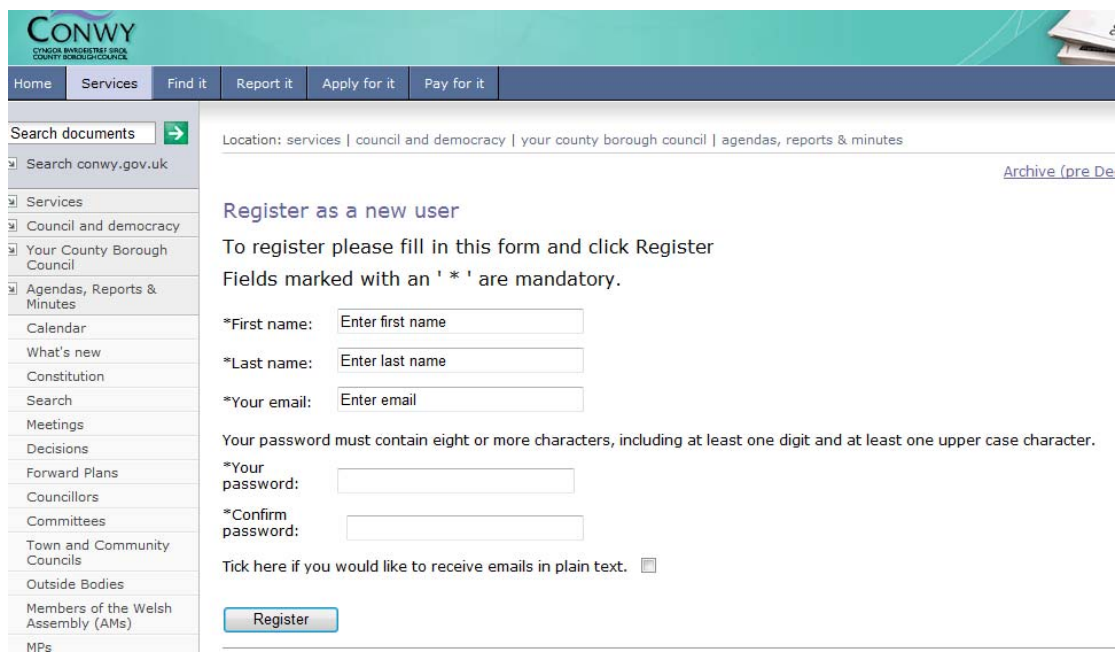 CONWY
CYNGOR BWRDEISTREF SIROL
COUNTY BOROUGH COUNCIL
Home Services Find it Report it Apply for it Pay for it
Search documents
Search conwy.gov.uk
Services
Council and democracy
Your County Borough
Council
Agendas, Reports &
Minutes
Calendar
What's new
Constitution
Search
Meetings
Decisions
Forward Plans
Councillors
Committees
Town and Community
Councils
Outside Bodies
Members of the Welsh
Assembly (AMs)
MPs
Location: services | council and democracy | your county borough council | agendas, reports & minutes
Archive (pre De
Register as a new user
To register please fill in this form and click Register
Fields marked with an ' * ' are mandatory.
*First name: Enter first name
*Last name: Enter last name
*Your email: Enter email
Your password must contain eight or more characters, including at least one digit and at least one upper case character.
*Your
password:
*Confirm
password:
Tick here if you would like to receive emails in plain text.
Register